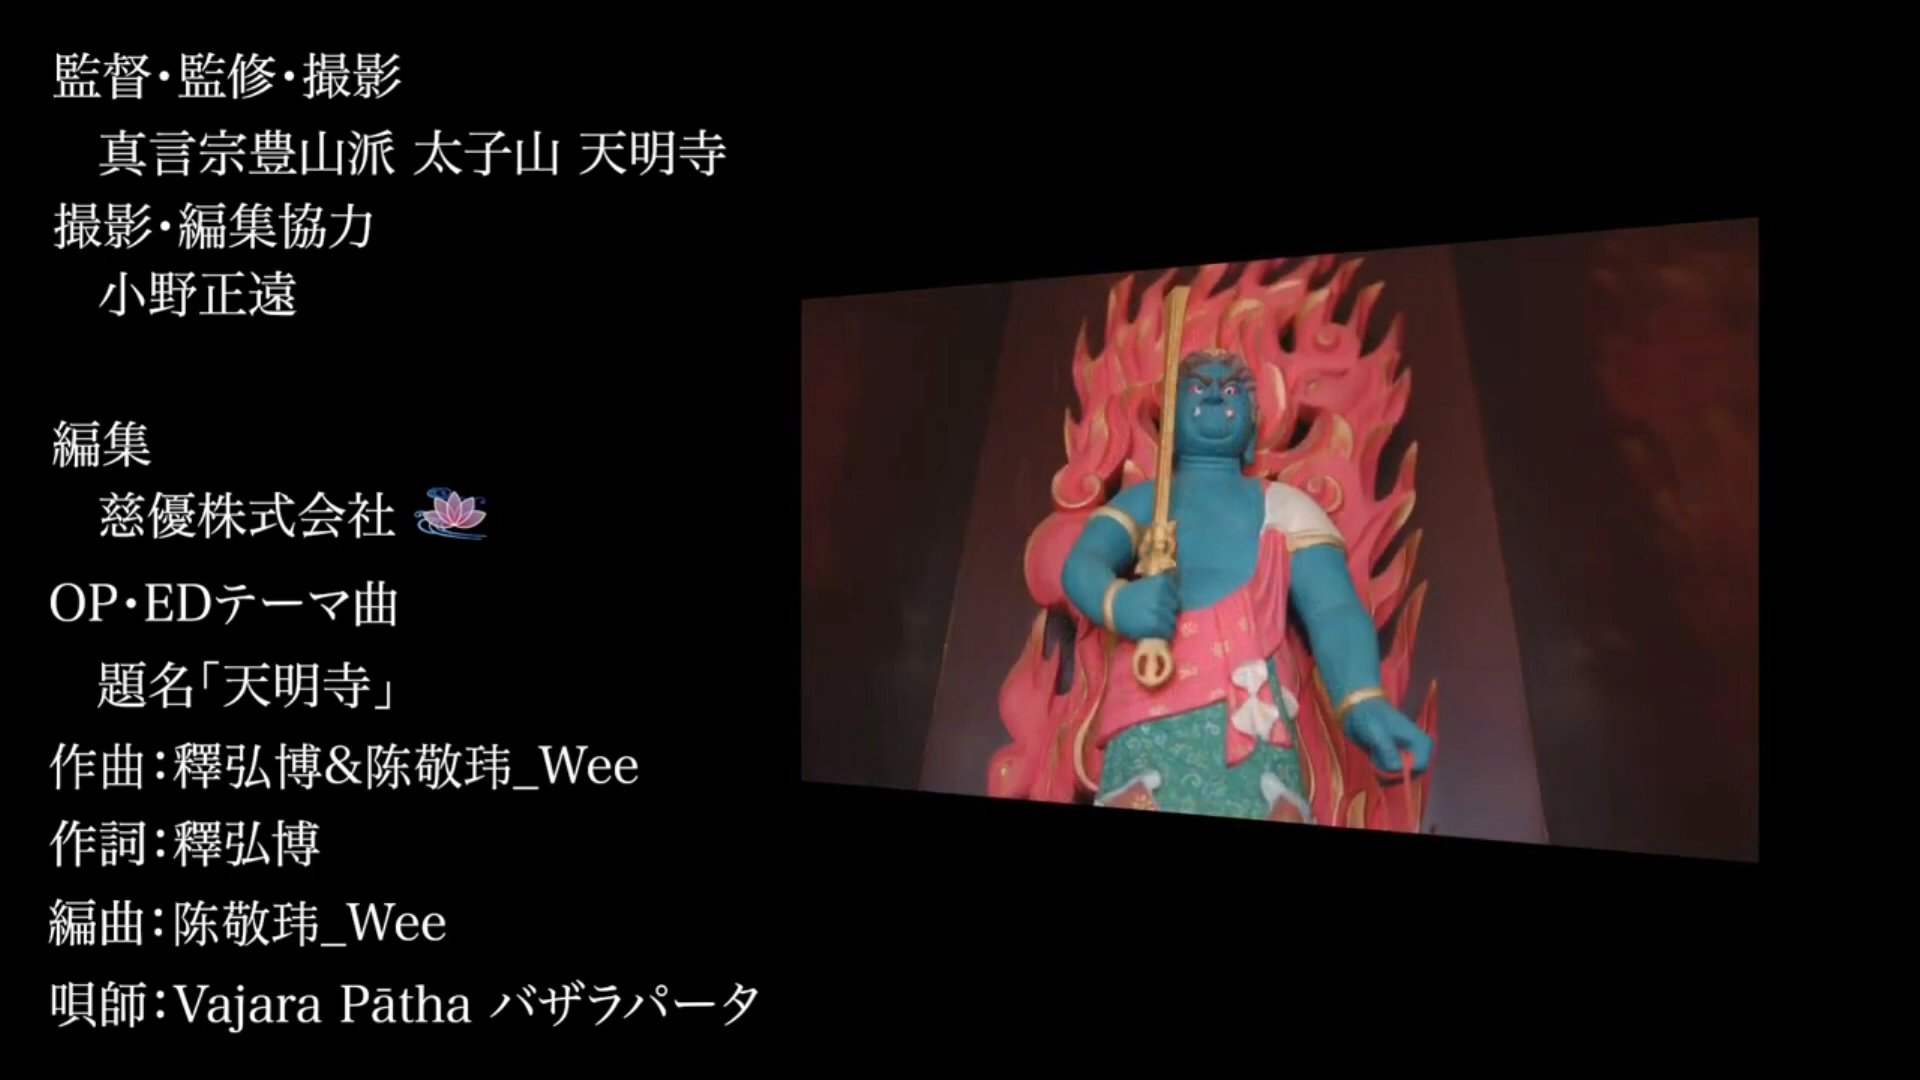 監督・監修・撮影
真言宗豊山派 太子山 天明寺
撮影・編集協力
小野正遠
編集
慈優株式会社
OP・EDテーマ曲
題名「天明寺」
作曲：釋弘博&陈敬玮_Wee
作詞：釋弘博
編曲：陈敬玮_Wee
唄師：Vajara Pātha バザラパータ